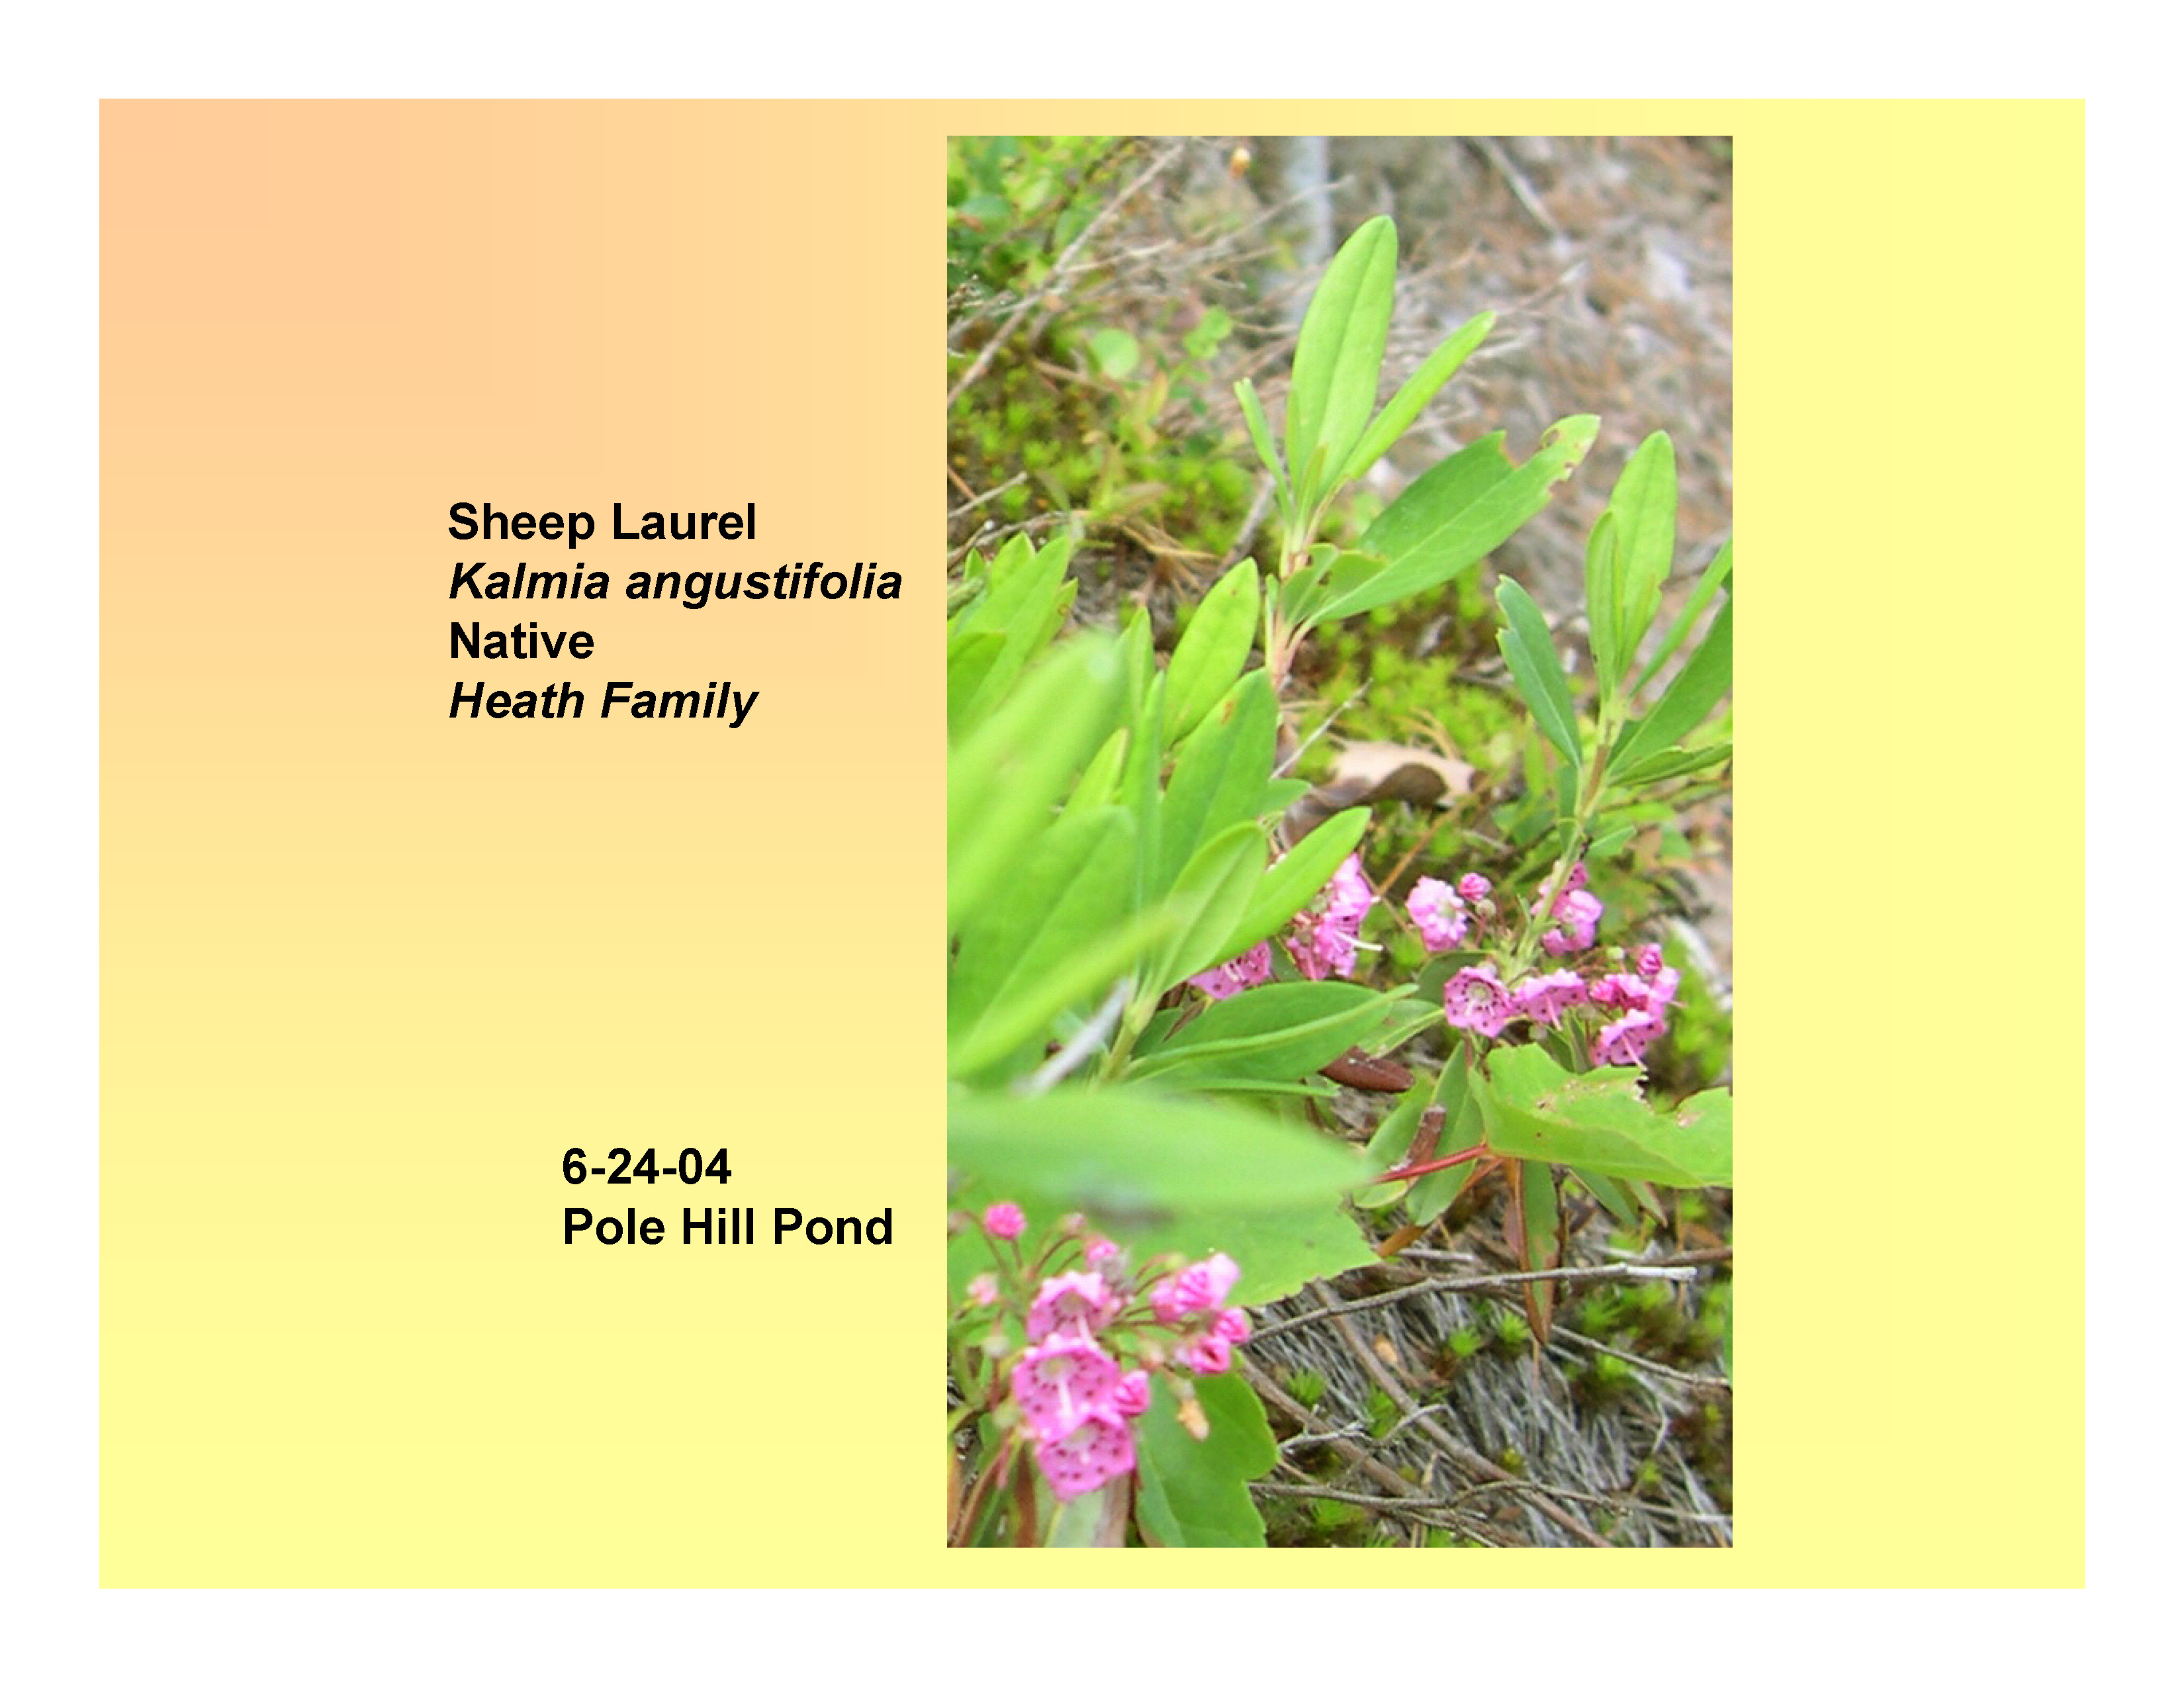 Sheep Laurel
Kalmia angustifolia
Native
Heath Family
6-24-04
Pole Hill Pond